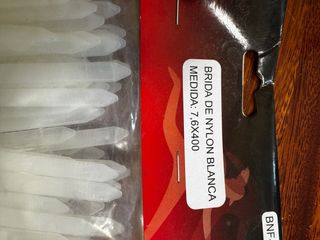 BRIDA DE NYLON BLANCA
MEDIDA: 7,6X400
BNF